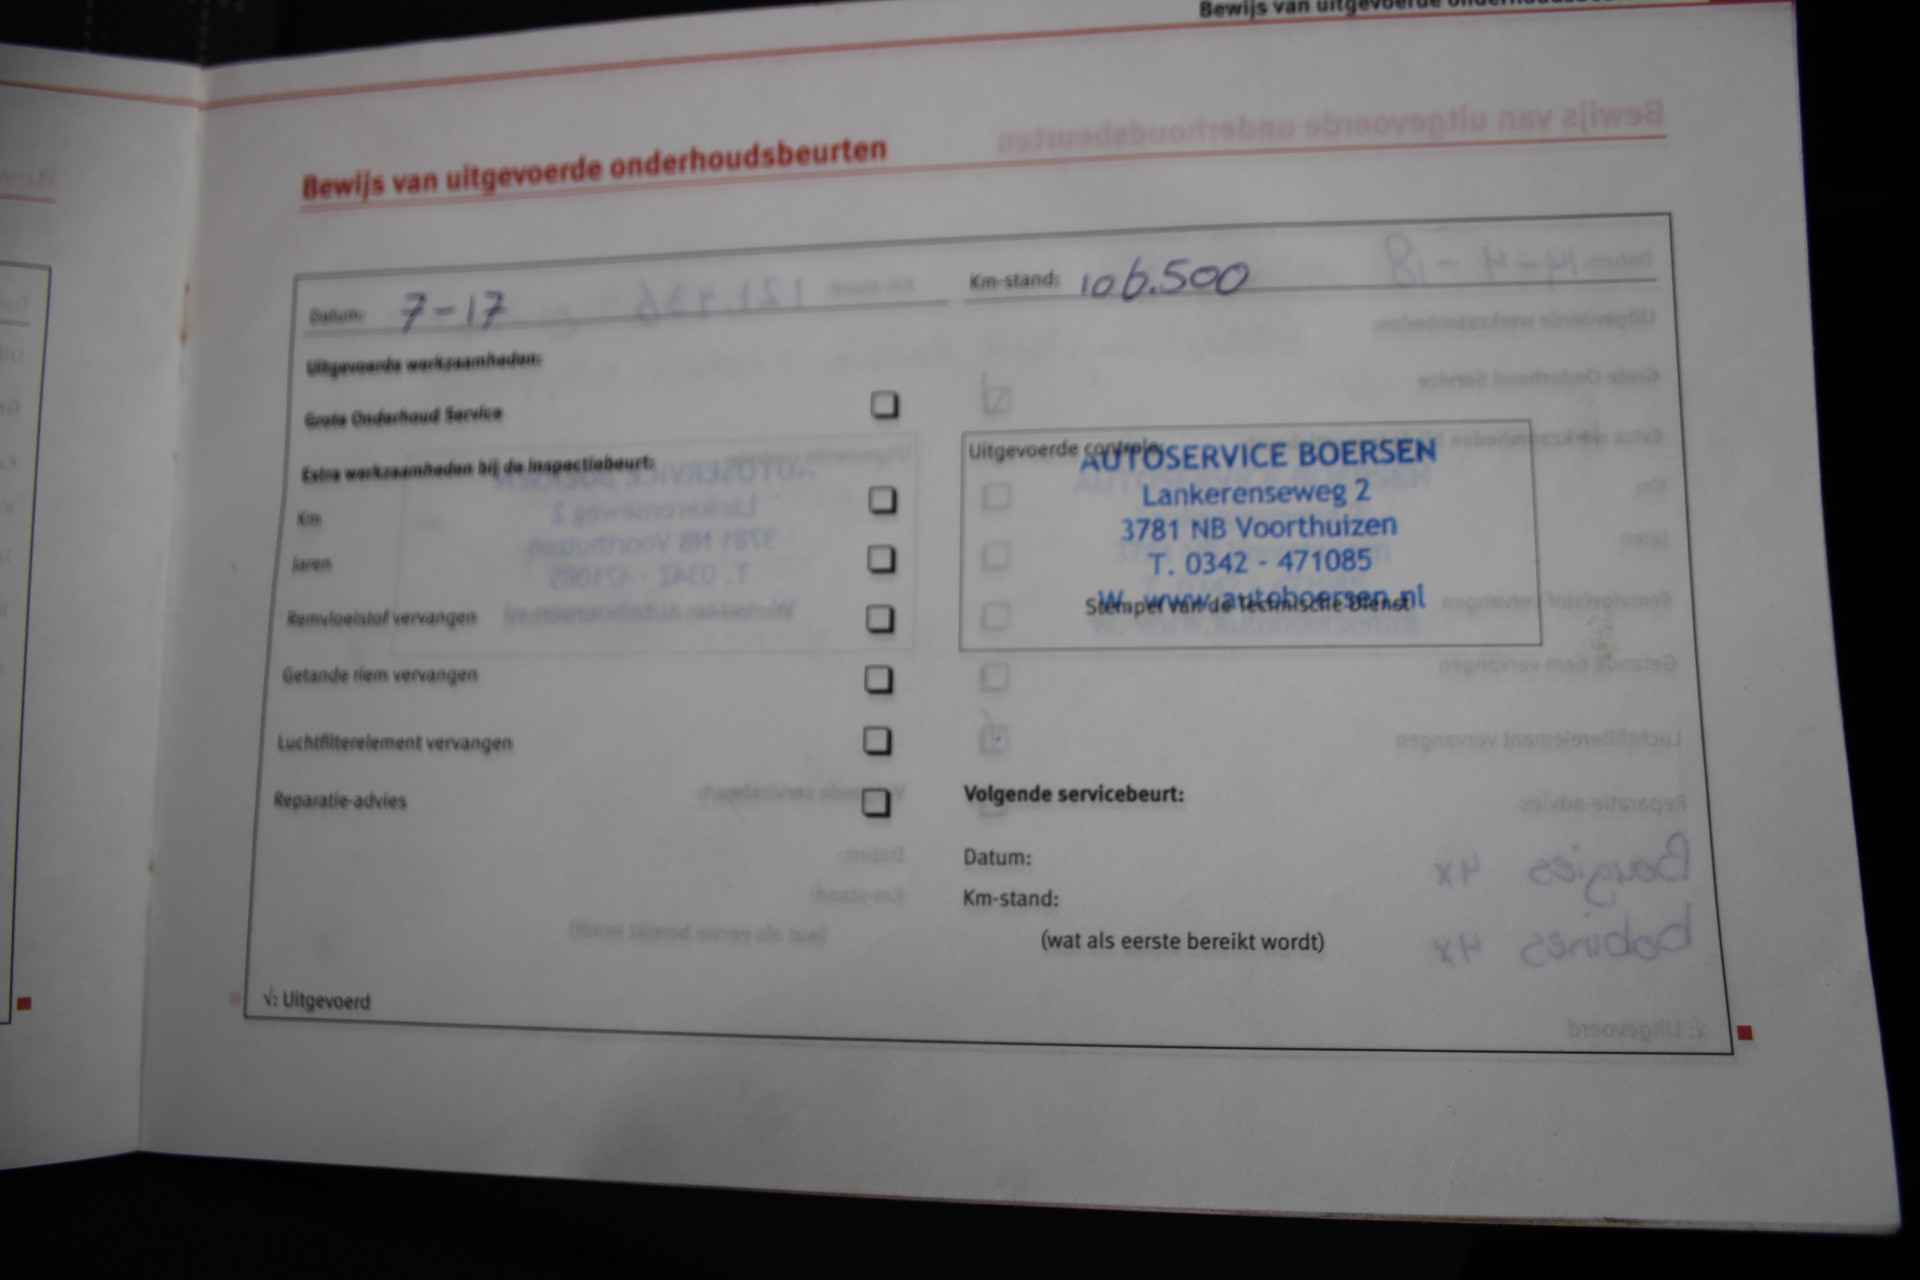 Bewijs van uitgevoerde
Bewijs van uitgevoerde onderhoudsbeurten
Datum: 7-17
Km-stand: 106.500
Uitgevoerde werkzaamheden:
Grote Onderhoud Service
Extra werkzaamheden bij de inspectiebeurt:
Km
Jaren
Remvloeistof vervangen
Getande riem vervangen
Luchtfilterelement vervangen
Reparatie-advies
Uitgevoerde controle:
AUTOSERVICE BOERSEN
Lankerenseweg 2
3781 NB Voorthuizen
T. 0342 - 471085
W. www.autoboersen.nl
Stempel van de Technische Dienst
Volgende servicebeurt:
Datum:
Km-stand:
(wat als eerste bereikt wordt)
√: Uitgevoerd